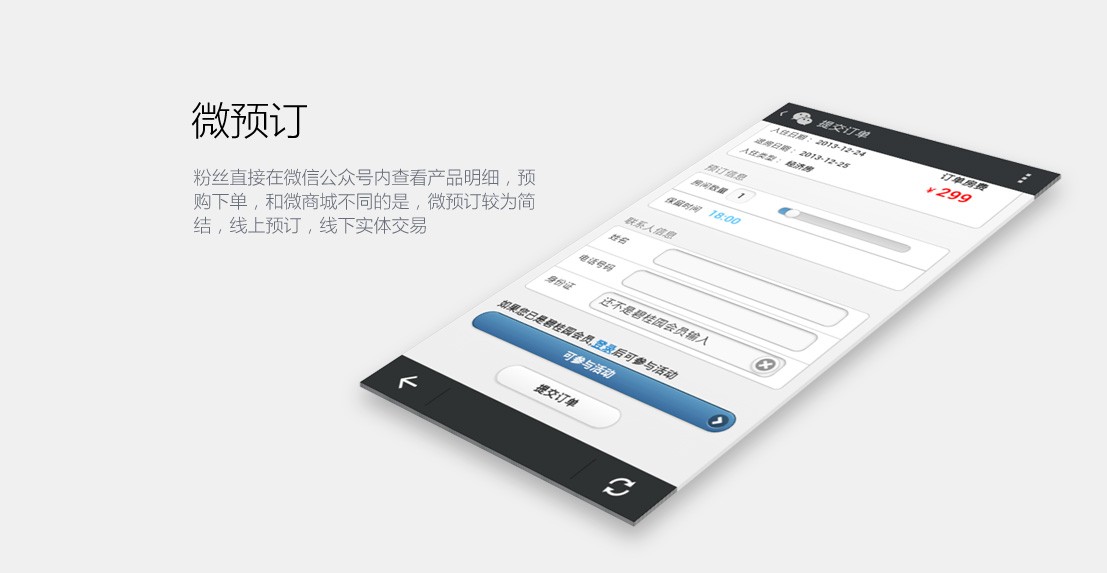 微预订
粉丝直接在微信公众号内查看产品明细，预
购下单，和微商城不同的是，微预订较为简
结，线上预订，线下实体交易
提交订单
入住日期： 2013-12-24
退房日期： 2013-12-25
入住类型： 经济房
订单房费
¥ 299
预订信息
房间数量 1
保留时间 18:00
联系人信息
姓名
电话号码
身份证 还不是碧桂园会员输入
如果您已是碧桂园会员,登录后可参与活动
可参与活动
提交订单